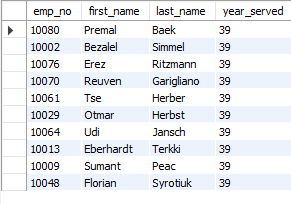 emp_no first_name last_name year_served
10080 Premal Baek 39
10002 Bezalel Simmel 39
10076 Erez Ritzmann 39
10070 Reuven Garigliano 39
10061 Tse Herber 39
10029 Otmar Herbst 39
10064 Udi Jansch 39
10013 Eberhardt Terkki 39
10009 Sumant Peac 39
10048 Florian Syrotiuk 39